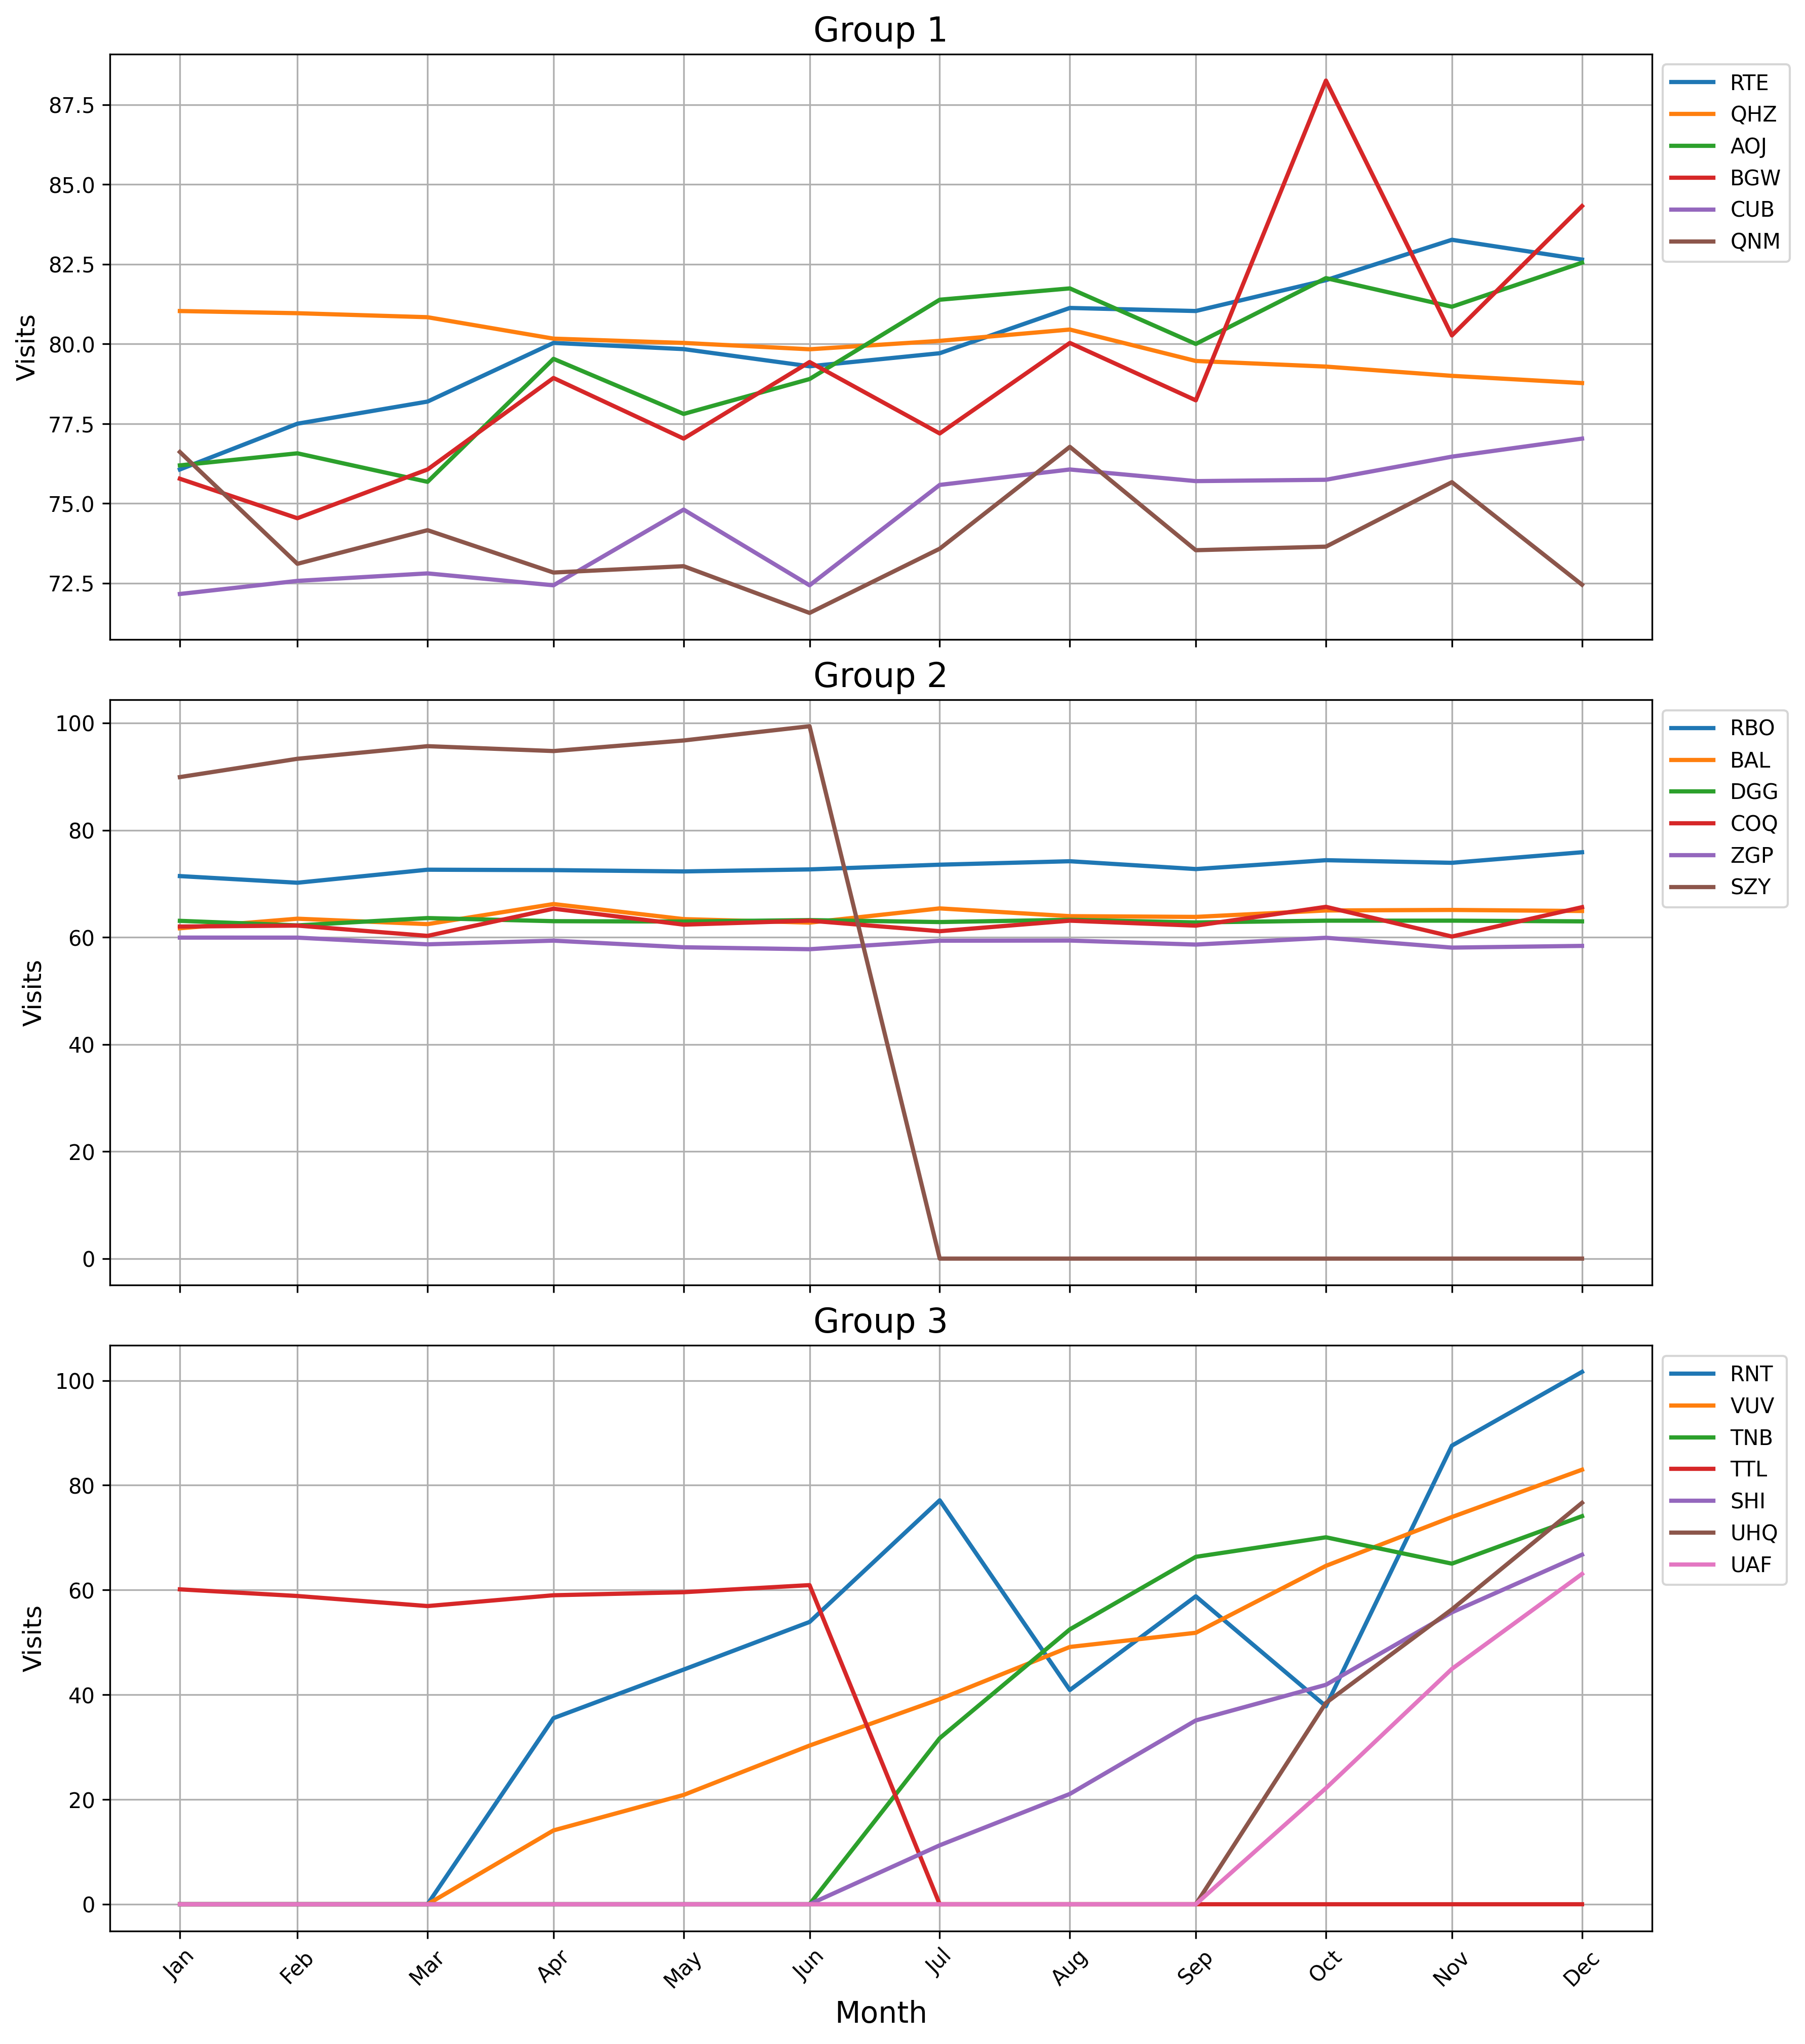 Group 1
Visits
87.5
85.0
82.5
80.0
77.5
75.0
72.5
RTE
QHZ
AOJ
BGW
CUB
QNM
Group 2
Visits
100
80
60
40
20
0
RBO
BAL
DGG
COQ
ZGP
SZY
Group 3
Visits
100
80
60
40
20
0
RNT
VUV
TNB
TTL
SHI
UHQ
UAF
Jan Feb Mar Apr May Jun Jul Aug Sep Oct Nov Dec
Month